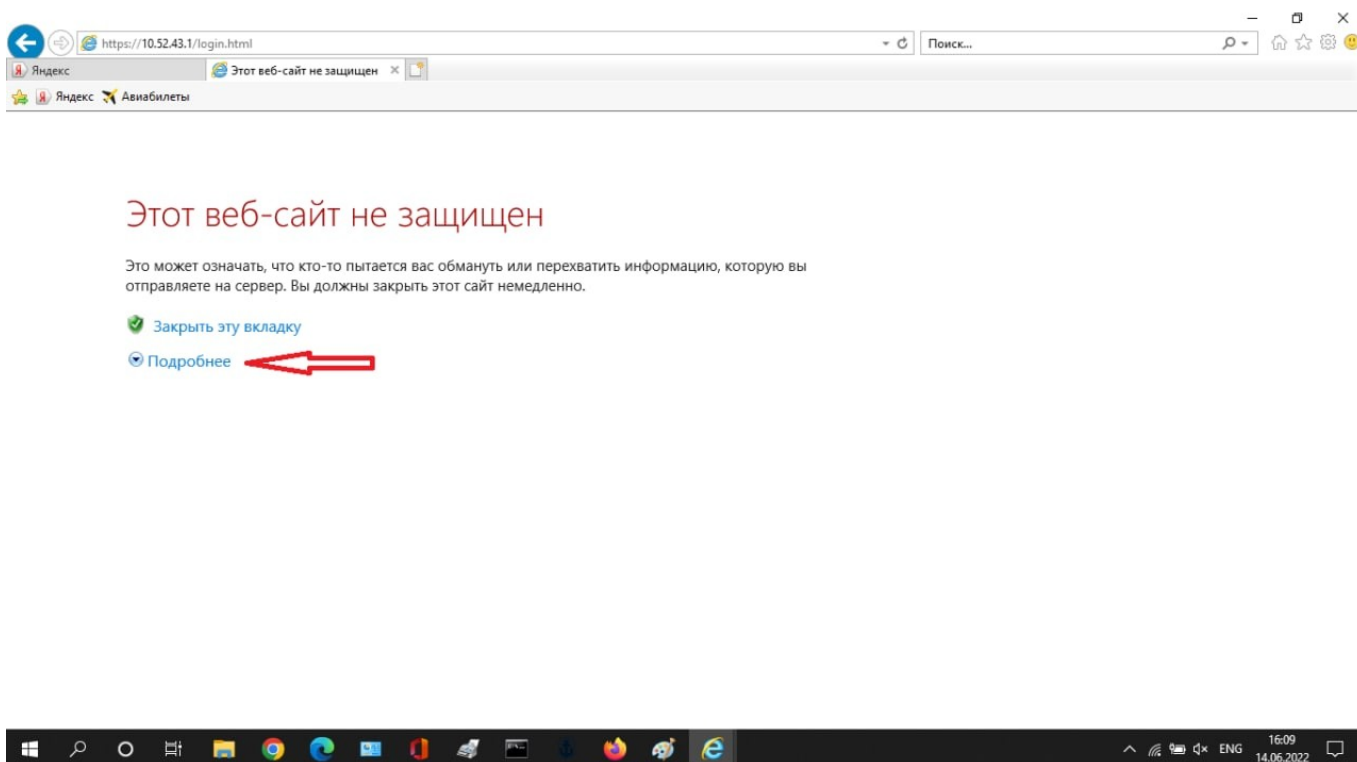 https://10.52.43.1/login.html
Поиск...
Яндекс
Этот веб-сайт не защищен
Яндекс
Авиабилеты
Этот веб-сайт не защищен
Это может означать, что кто-то пытается вас обмануть или перехватить информацию, которую вы
отправляете на сервер. Вы должны закрыть этот сайт немедленно.
Закрыть эту вкладку
Подробнее
ENG
16:09
14.06.2022